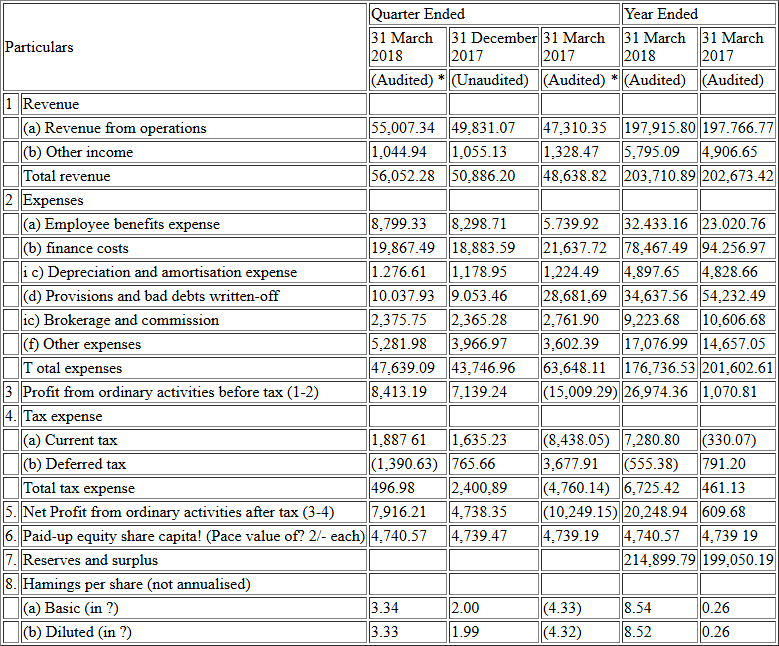 Particulars Quarter Ended Year Ended
31 March 2018 31 December 2017 31 March 2017 31 March 2018 31 March 2017
(Audited) * (Unaudited) (Audited) * (Audited) (Audited)
1 Revenue
(a) Revenue from operations 55,007.34 49,831.07 47,310.35 197,915.80 197.766.77
(b) Other income 1,044.94 1,055.13 1,328.47 5,795.09 4,906.65
Total revenue 56,052.28 50,886.20 48,638.82 203,710.89 202,673.42
2 Expenses
(a) Employee benefits expense 8,799.33 8,298.71 5.739.92 32.433.16 23.020.76
(b) finance costs 19,867.49 18,883.59 21,637.72 78,467.49 94.256.97
i c) Depreciation and amortisation expense 1.276.61 1,178.95 1,224.49 4,897.65 4,828.66
(d) Provisions and bad debts written-off 10.037.93 9.053.46 28,681,69 34,637.56 54,232.49
ic) Brokerage and commission 2,375.75 2,365.28 2,761.90 9,223.68 10,606.68
(f) Other expenses 5,281.98 3,966.97 3,602.39 17,076.99 14,657.05
T otal expenses 47,639.09 43,746.96 63,648.11 176,736.53 201,602.61
3 Profit from ordinary activities before tax (1-2) 8,413.19 7,139.24 (15,009.29) 26,974.36 1,070.81
4. Tax expense
(a) Current tax 1,887 61 1,635.23 (8,438.05) 7,280.80 (330.07)
(b) Deferred tax (1,390.63) 765.66 3,677.91 (555.38) 791.20
Total tax expense 496.98 2,400,89 (4,760.14) 6,725.42 461.13
5. Net Profit from ordinary activities after tax (3-4) 7,916.21 4,738.35 (10,249.15) 20,248.94 609.68
6. Paid-up equity share capita! (Pace value of? 2/- each) 4,740.57 4,739.47 4,739.19 4,740.57 4,739 19
7. Reserves and surplus 214,899.79 199,050.19
8. Hamings per share (not annualised)
(a) Basic (in ?) 3.34 2.00 (4.33) 8.54 0.26
(b) Diluted (in ?) 3.33 1.99 (4.32) 8.52 0.26